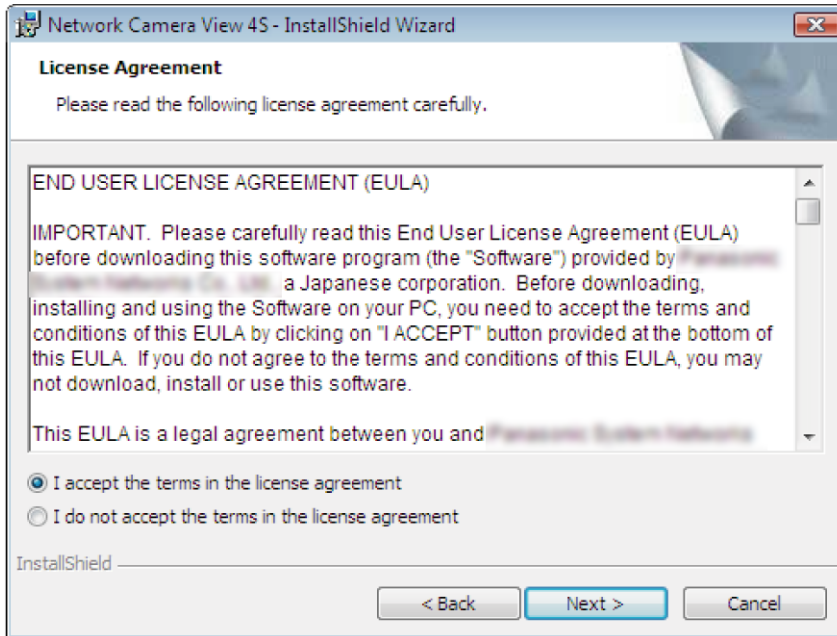 Network Camera View 4S - InstallShield Wizard
License Agreement
Please read the following license agreement carefully.
END USER LICENSE AGREEMENT (EULA)
IMPORTANT.  Please carefully read this End User License Agreement (EULA)
before downloading this software program (the "Software") provided by
a Japanese corporation.  Before downloading,
installing and using the Software on your PC, you need to accept the terms and
conditions of this EULA by clicking on "I ACCEPT" button provided at the bottom of
this EULA.  If you do not agree to the terms and conditions of this EULA, you may
not download, install or use this software.
This EULA is a legal agreement between you and
I accept the terms in the license agreement
I do not accept the terms in the license agreement
InstallShield
< Back
Next >
Cancel